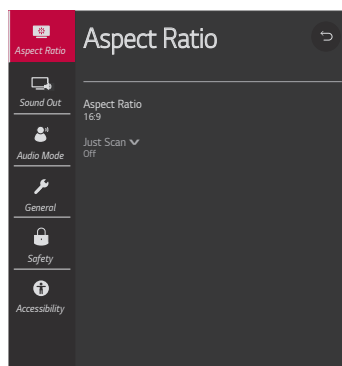 Aspect Ratio
Aspect Ratio
Sound Out
Aspect Ratio
16:9
Audio Mode
Just Scan
Off
General
Safety
Accessibility